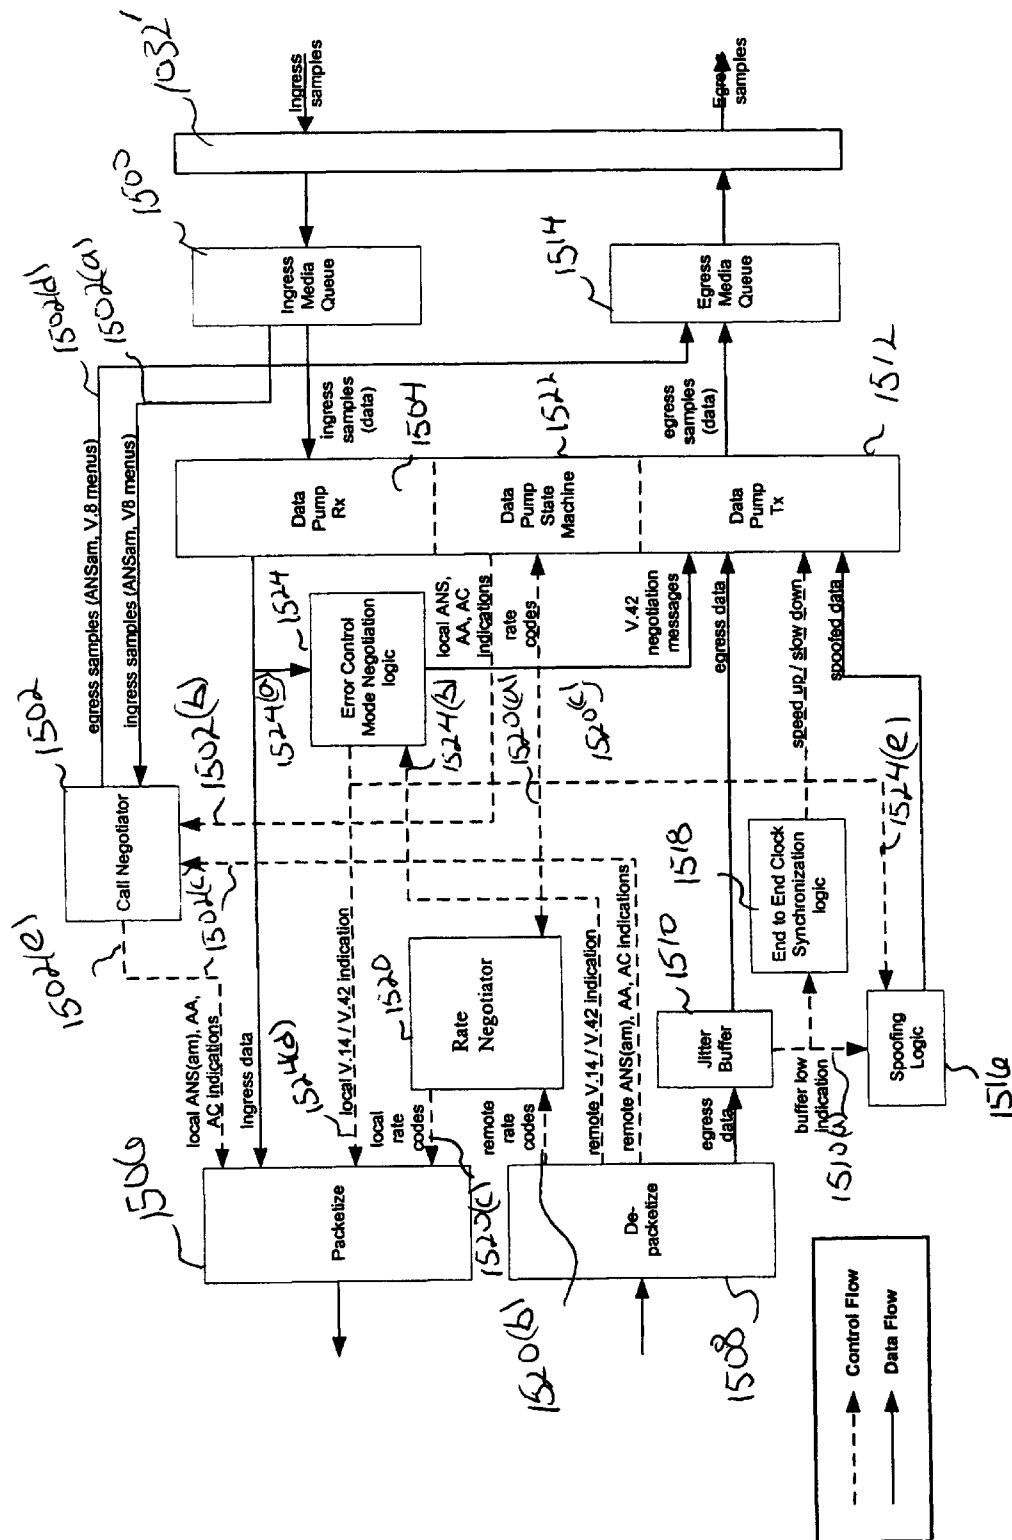 1032'
Ingress
samples
Egress
samples
1500
Ingress
Media
Queue
1514
Egress
Media
Queue
1502(d)
1502(a)
egress samples (ANSam, V.8 menus)
ingress samples (ANSam, V8 menus)
ingress
samples
(data)
1504
1522
egress
samples
(data)
1512
Data
Pump
Rx
Data
Pump
State
Machine
Data
Pump
Tx
1502
Call Negotiator
1502(b)
1502(c)
1502(e)
1524
1524(a)
Error Control
Mode Negotiation
logic
local ANS,
AA, AC
indications
rate
codes
1524(b)
1520(a)
1520(c)
V.42
negotiation
messages
egress data
speed up / slow down
spoofed data
1524(e)
local ANS(am), AA,
AC Indications
Ingress data
1524(d)
local V.14 / V.42 indication
1520
Rate
Negotiator
local
rate
codes
remote
rate
codes
remote V.14 / V.42 indication
remote ANS(am), AA, AC indications
1510
Jitter
Buffer
egress
data
1518
End to End Clock
Synchronization
logic
buffer low
indication
1510(a)
Spoofing
Logic
1516
1506
Packetize
1520(c)
1520(b)
De-
packetize
1508
Control Flow
Data Flow